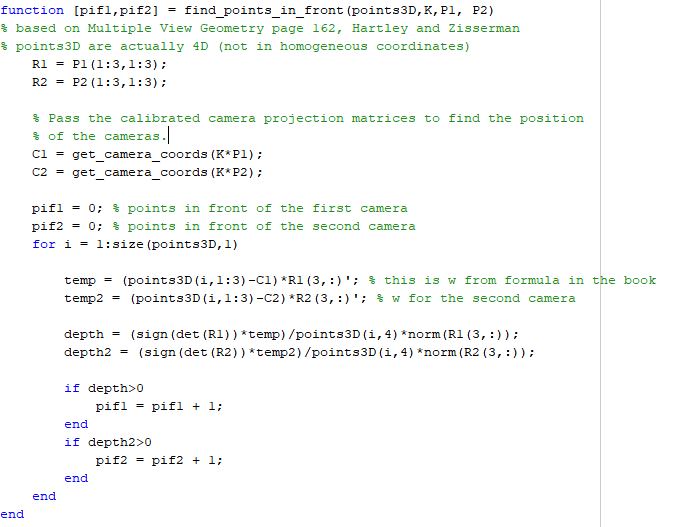 function [pif1,pif2] = find_points_in_front(points3D,K,P1, P2)
% based on Multiple View Geometry page 162, Hartley and Zisserman
% points3D are actually 4D (not in homogeneous coordinates)
R1 = P1(1:3,1:3);
R2 = P2(1:3,1:3);
% Pass the calibrated camera projection matrices to find the position
% of the cameras.
C1 = get_camera_coords(K*P1);
C2 = get_camera_coords(K*P2);
pif1 = 0; % points in front of the first camera
pif2 = 0; % points in front of the second camera
for i = 1:size(points3D,1)
temp = (points3D(i,1:3)-C1)*R1(3,:)'; % this is w from formula in the book
temp2 = (points3D(i,1:3)-C2)*R2(3,:)'; % w for the second camera
depth = (sign(det(R1))*temp)/points3D(i,4)*norm(R1(3,:));
depth2 = (sign(det(R2))*temp2)/points3D(i,4)*norm(R2(3,:));
if depth>0
pif1 = pif1 + 1;
end
if depth2>0
pif2 = pif2 + 1;
end
end
end